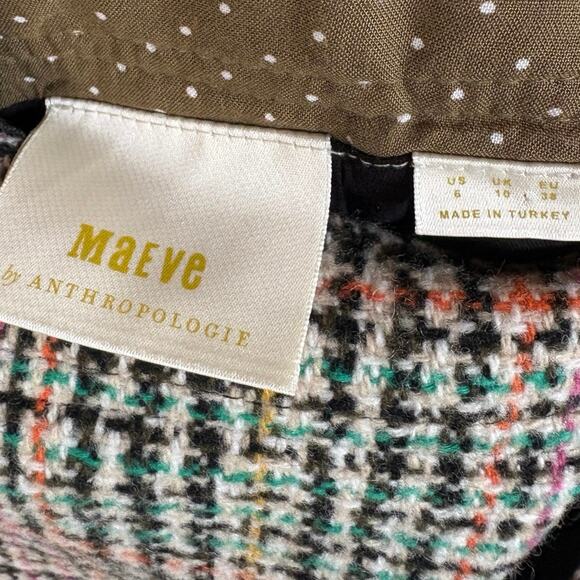 MaEVe
by ANTHROPOLOGIE
US UK EU
6 10 38
MADE IN TURKEY